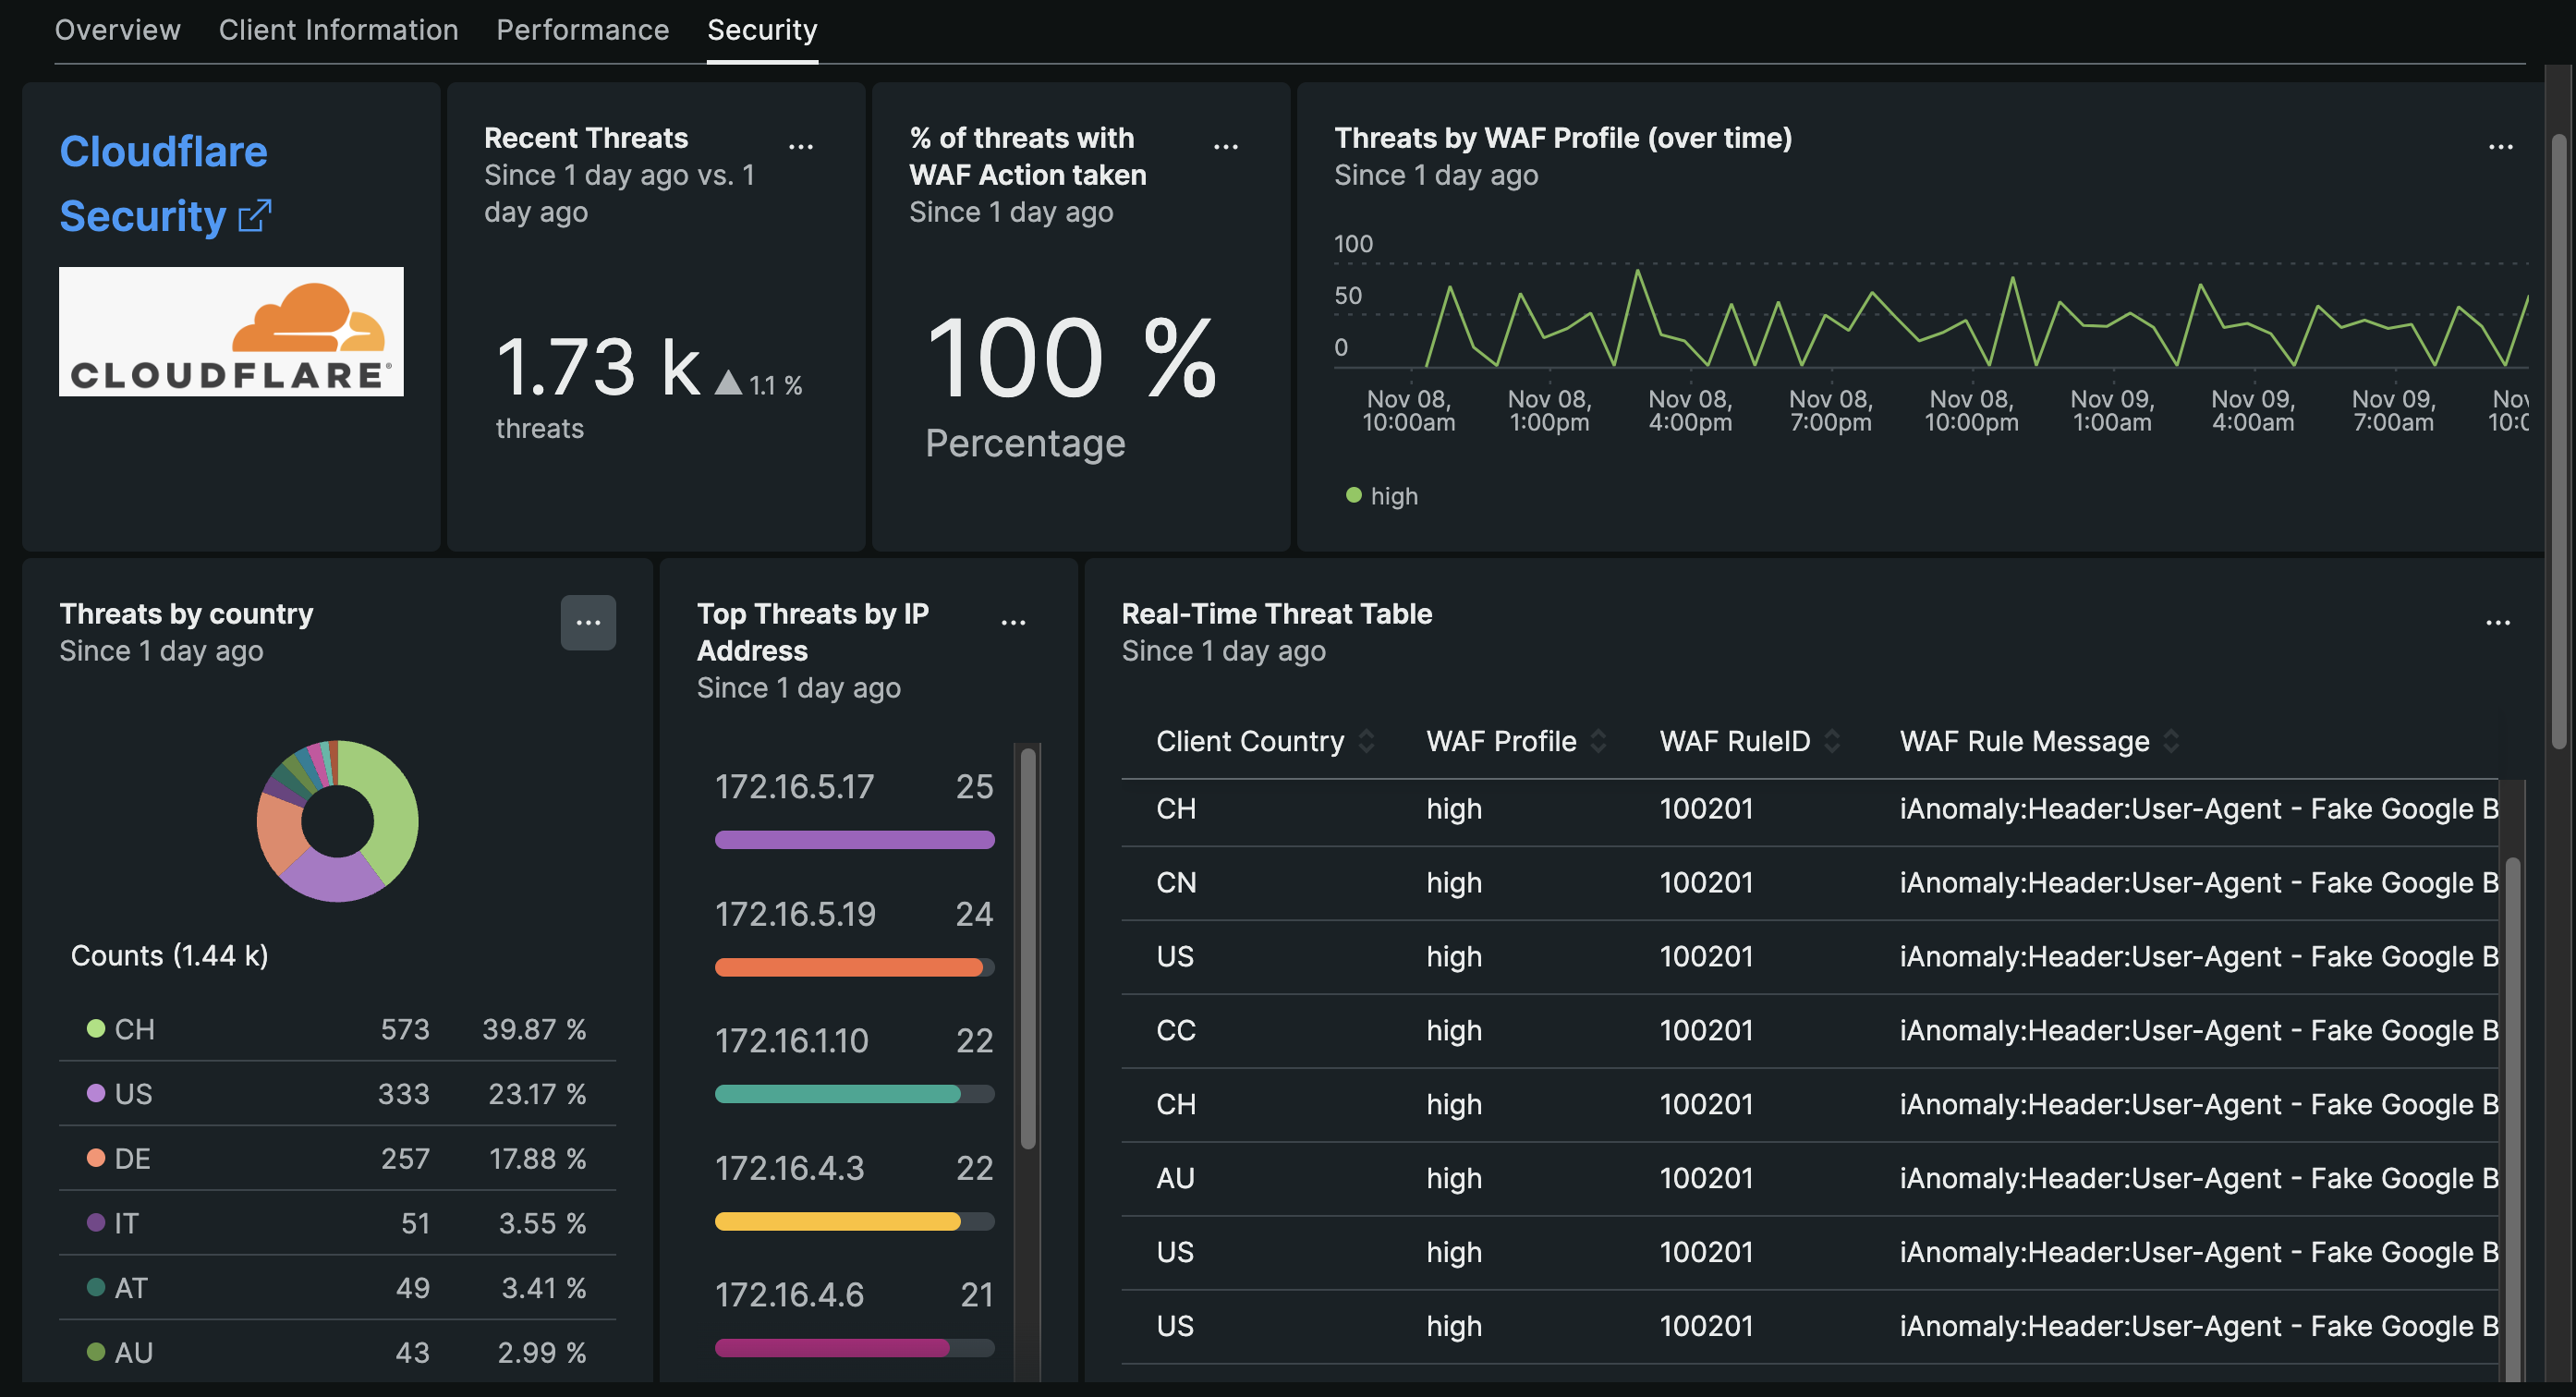 Overview Client Information Performance Security
Cloudflare
Security
CLOUDFLARE®
Recent Threats
Since 1 day ago vs. 1
day ago
1.73 k 1.1 %
threats
% of threats with
WAF Action taken
Since 1 day ago
100 %
Percentage
Threats by WAF Profile (over time)
Since 1 day ago
100
50
0
Nov 08, Nov 08, Nov 08, Nov 08, Nov 08, Nov 09, Nov 09, Nov 09, Nov
10:00am 1:00pm 4:00pm 7:00pm 10:00pm 1:00am 4:00am 7:00am
high
Threats by country
Since 1 day ago
Counts (1.44 k)
CH 573 39.87 %
US 333 23.17 %
DE 257 17.88 %
IT 51 3.55 %
AT 49 3.41 %
AU 43 2.99 %
Top Threats by IP
Address
Since 1 day ago
172.16.5.17 25
172.16.5.19 24
172.16.1.10 22
172.16.4.3 22
172.16.4.6 21
Real-Time Threat Table
Since 1 day ago
Client Country WAF Profile WAF RuleID WAF Rule Message
CH high 100201 iAnomaly:Header:User-Agent - Fake Google B
CN high 100201 iAnomaly:Header:User-Agent - Fake Google B
US high 100201 iAnomaly:Header:User-Agent - Fake Google B
CC high 100201 iAnomaly:Header:User-Agent - Fake Google B
CH high 100201 iAnomaly:Header:User-Agent - Fake Google B
AU high 100201 iAnomaly:Header:User-Agent - Fake Google B
US high 100201 iAnomaly:Header:User-Agent - Fake Google B
US high 100201 iAnomaly:Header:User-Agent - Fake Google B